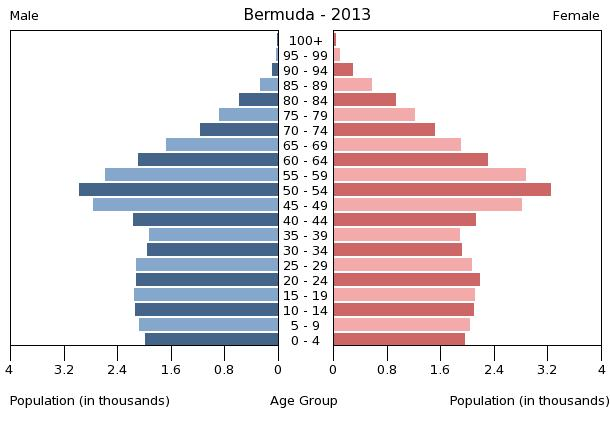 Male Bermuda - 2013 Female
100+
95 - 99
90 - 94
85 - 89
80 - 84
75 - 79
70 - 74
65 - 69
60 - 64
55 - 59
50 - 54
45 - 49
40 - 44
35 - 39
30 - 34
25 - 29
20 - 24
15 - 19
10 - 14
5 - 9
0 - 4
4 3.2 2.4 1.6 0.8 0 0 0.8 1.6 2.4 3.2 4
Population (in thousands) Age Group Population (in thousands)